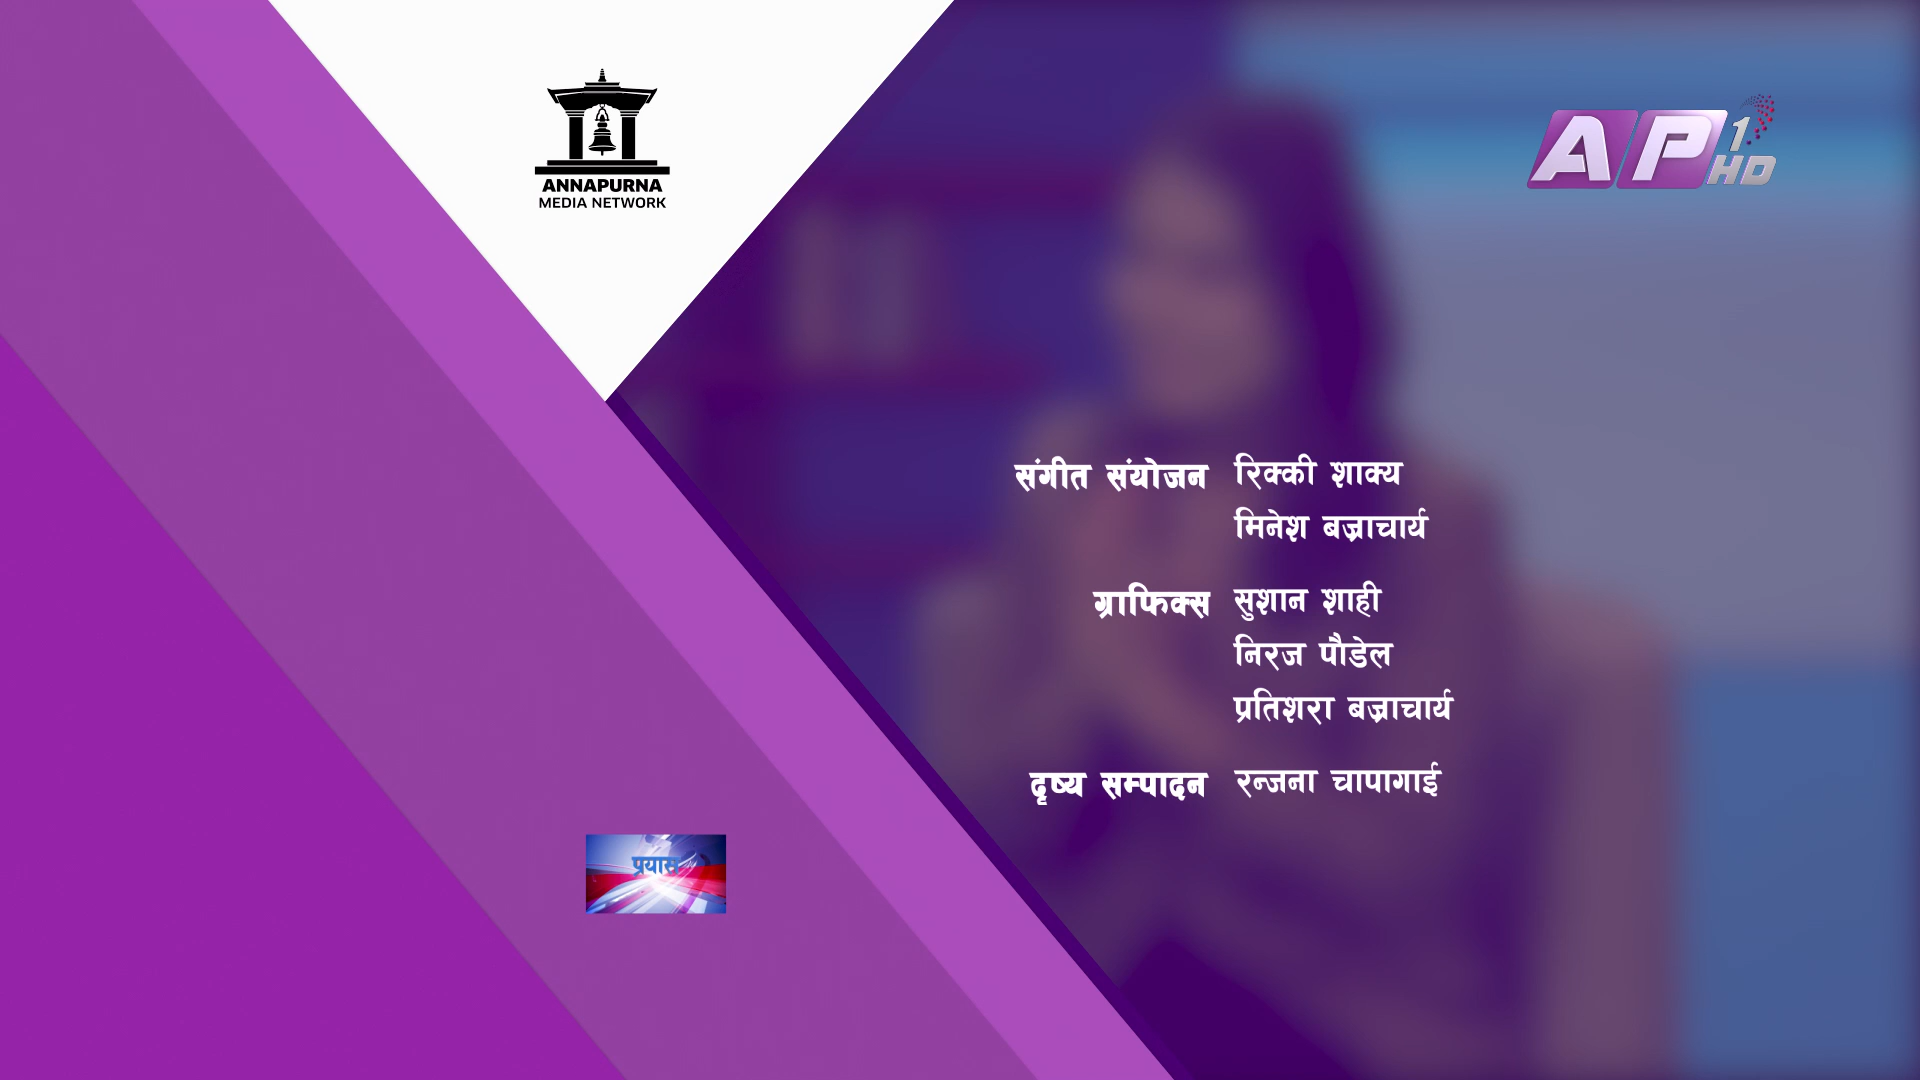 ANNAPURNA
MEDIA NETWORK
AP1 HD
संगीत संयोजन रिक्की शाक्य
मिनेश बज्राचार्य
ग्राफिक्स सुशान शाही
निरज पौडेल
प्रतिशरा बज्राचार्य
दृष्य सम्पादन रन्जना चापागाई
प्रयास